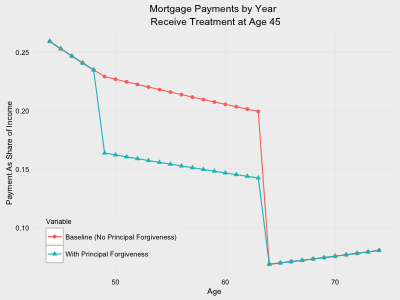 Mortgage Payments by Year
Receive Treatment at Age 45
Payment As Share of Income
0.25
0.20
0.15
0.10
Variable
Baseline (No Principal Forgiveness)
With Principal Forgiveness
50
60
70
Age